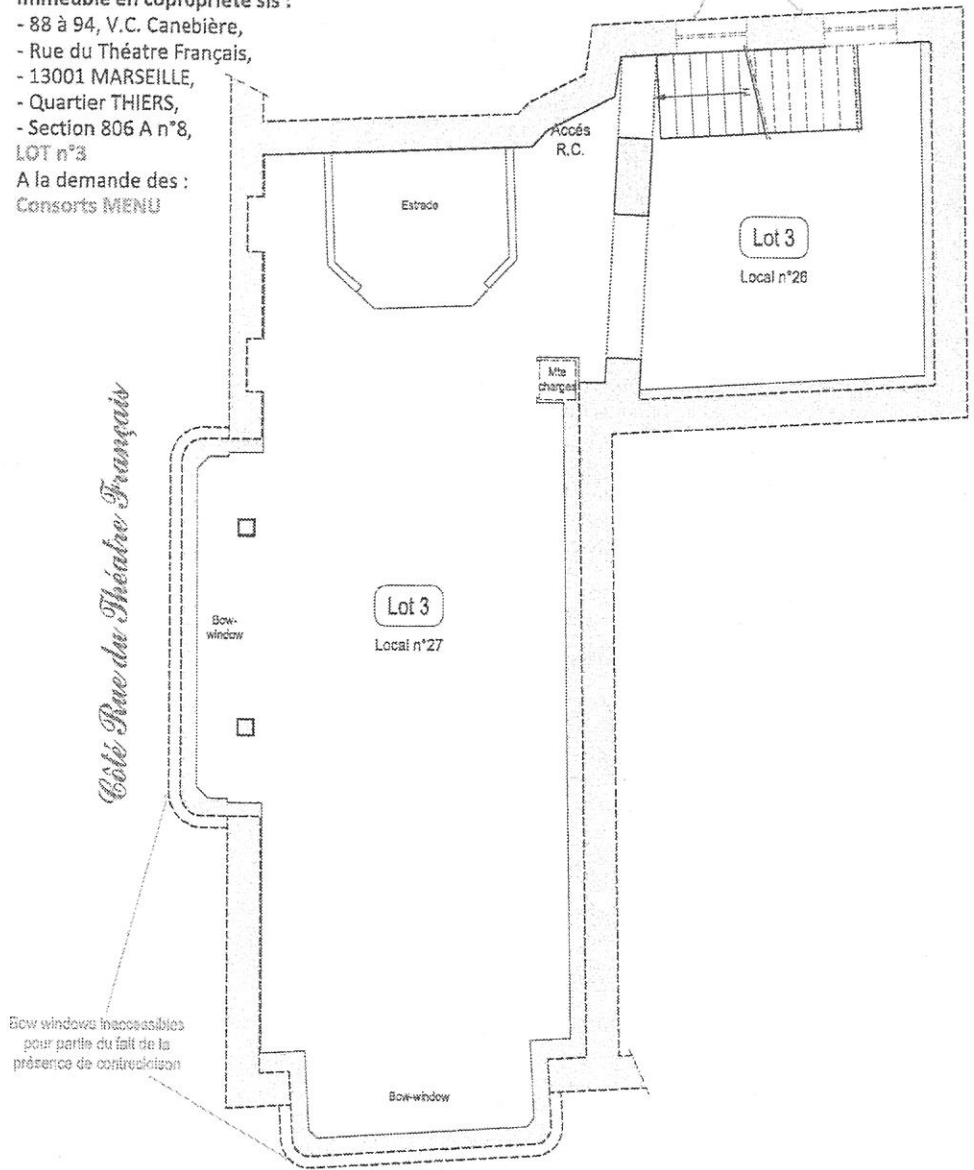 Immeuble en copropriété sis :
- 88 à 94, V.C. Canebière,
- Rue du Théatre Français,
- 13001 MARSEILLE,
- Quartier THIERS,
- Section 806 A n°8,
LOT n°3
A la demande des :
Consorts MENU
Accés
R.C.
Estrade
Lot 3
Local n°26
Mte
charges
Côté Rue du Théatre Français
Bow-
window
Lot 3
Local n°27
Bow windows inaccessibles
pour partie du fait de la
présence de contrecloison
Bow-window